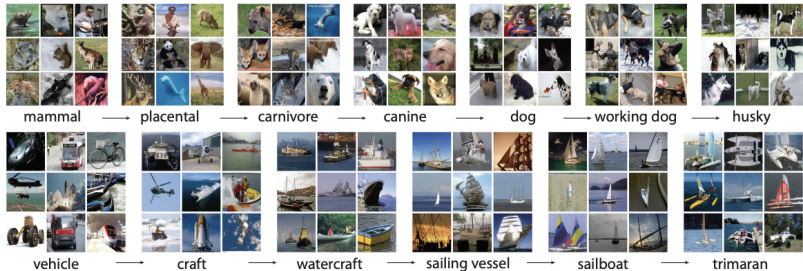 mammal placental carnivore canine dog working dog husky
vehicle craft watercraft sailing vessel sailboat trimaran